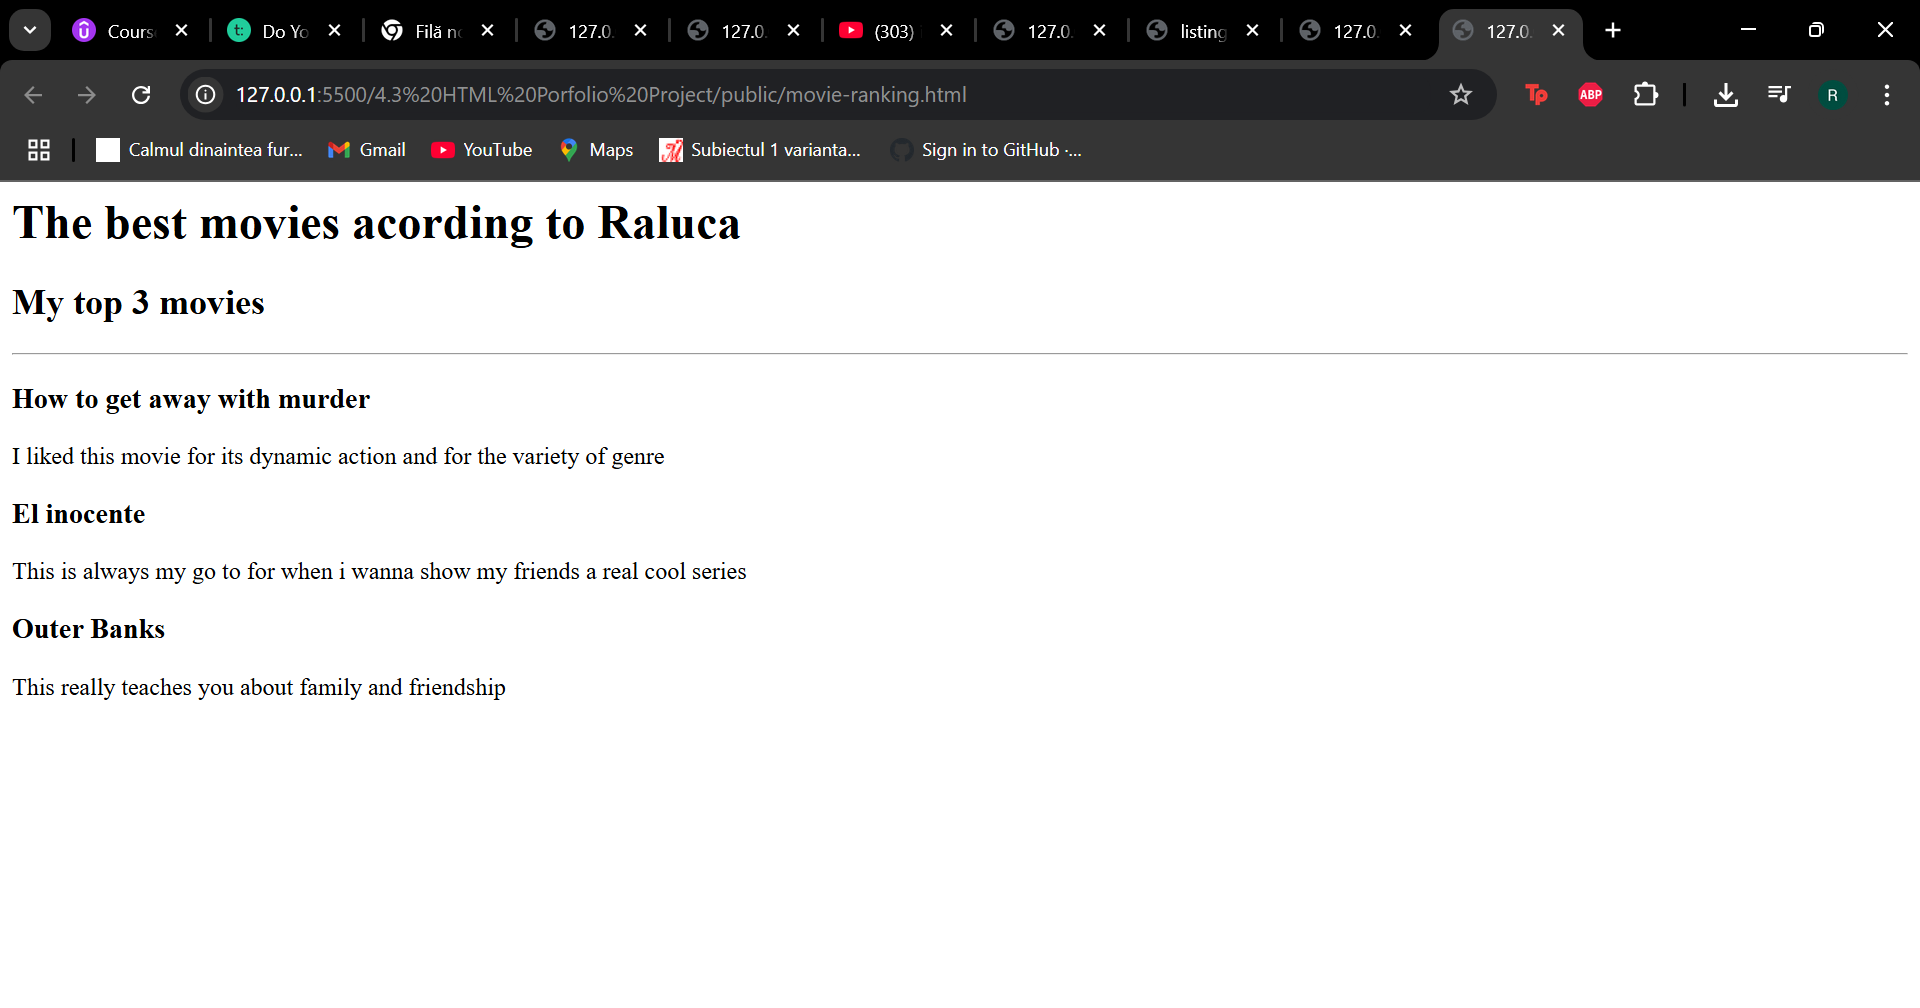 Cours
Do Yo
Filă n
127.0.
127.0.
(303)
127.0.
listing
127.0.
127.0.
127.0.0.1:5500/4.3%20HTML%20Porfolio%20Project/public/movie-ranking.html
Tp
ABP
R
Calmul dinaintea fur...
Gmail
YouTube
Maps
Subiectul 1 varianta...
Sign in to GitHub ·...
The best movies acording to Raluca
My top 3 movies
How to get away with murder
I liked this movie for its dynamic action and for the variety of genre
El inocente
This is always my go to for when i wanna show my friends a real cool series
Outer Banks
This really teaches you about family and friendship